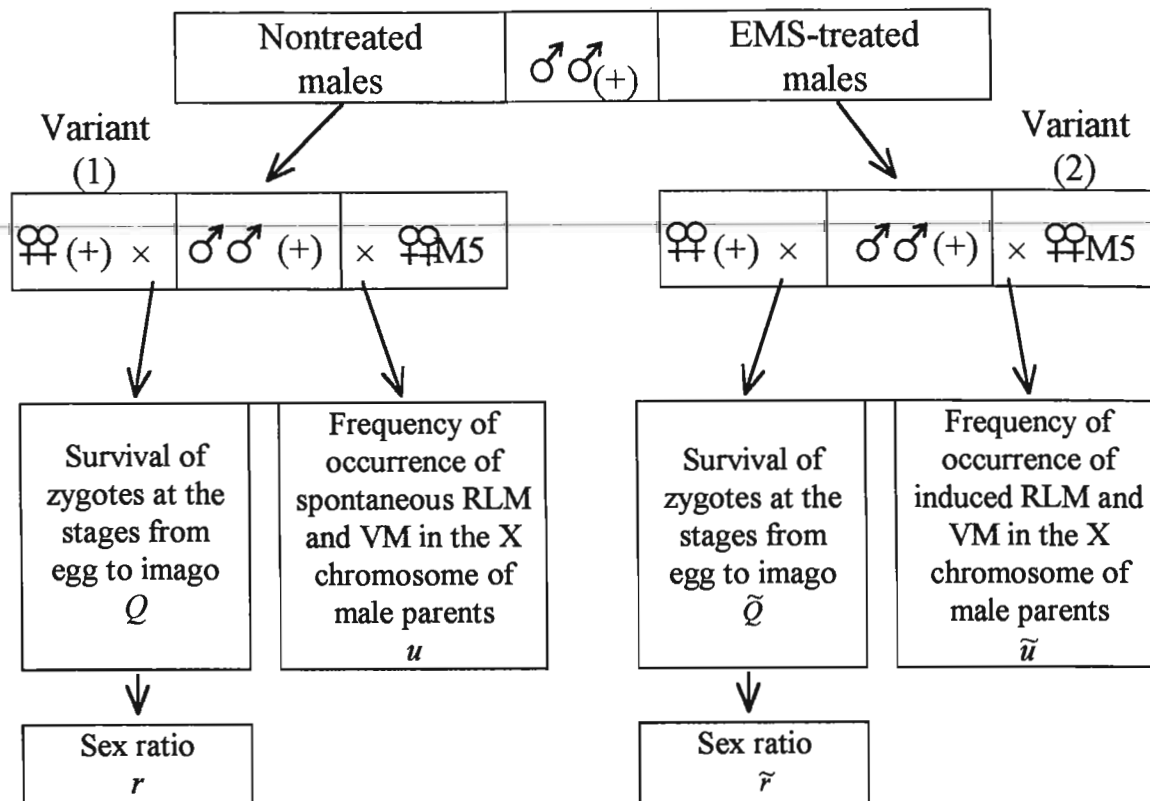 Nontreated
males
♂♂(+)
EMS-treated
males
Variant
(1)
Variant
(2)
♀♀ (+) ×
♂♂ (+)
× ♀♀M5
♀♀ (+) ×
♂♂ (+)
× ♀♀M5
Survival of
zygotes at the
stages from
egg to imago
Q
Frequency of
occurrence of
spontaneous RLM
and VM in the X
chromosome of
male parents
u
Survival of
zygotes at the
stages from
egg to imago
Q̃
Frequency of
occurrence of
induced RLM and
VM in the X
chromosome of
male parents
ũ
Sex ratio
r
Sex ratio
r̃